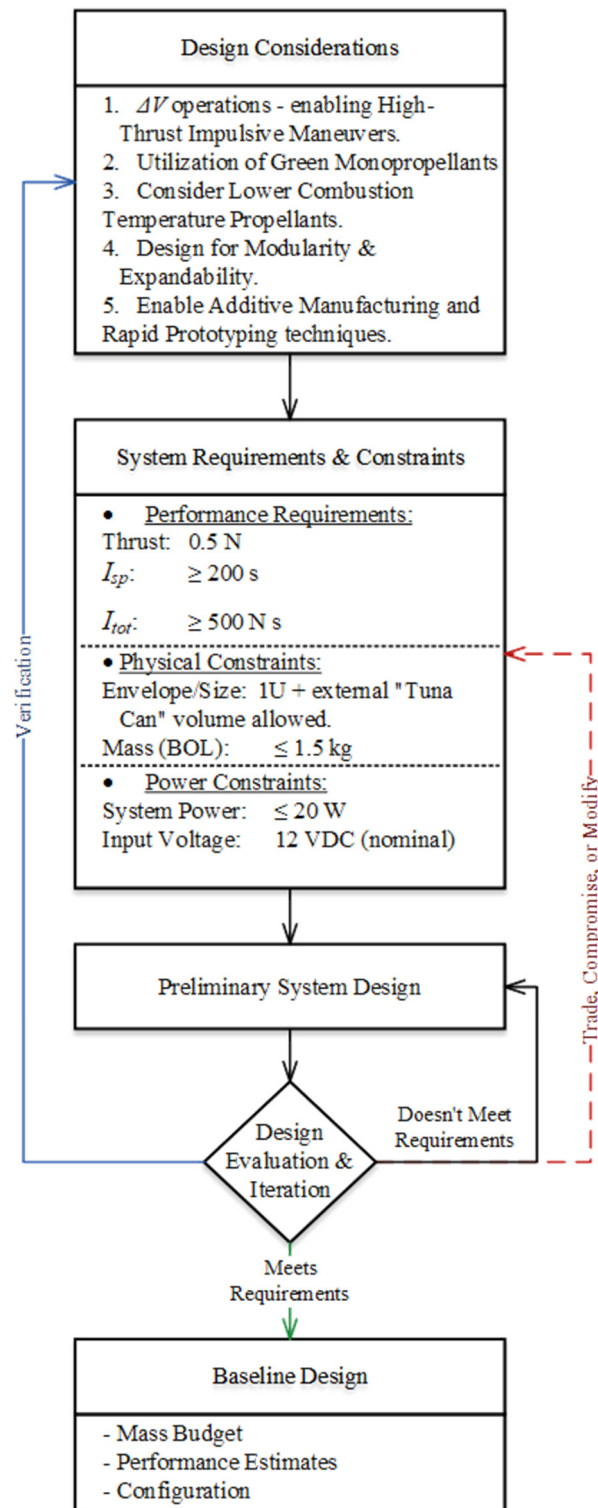 Design Considerations
1. ΔV operations - enabling High-
Thrust Impulsive Maneuvers.
2. Utilization of Green Monopropellants
3. Consider Lower Combustion
Temperature Propellants.
4. Design for Modularity &
Expandability.
5. Enable Additive Manufacturing and
Rapid Prototyping techniques.
Verification
System Requirements & Constraints
• Performance Requirements:
Thrust: 0.5 N
Isp: ≥ 200 s
Itot: ≥ 500 N s
• Physical Constraints:
Envelope/Size: 1U + external "Tuna
Can" volume allowed.
Mass (BOL): ≤ 1.5 kg
• Power Constraints:
System Power: ≤ 20 W
Input Voltage: 12 VDC (nominal)
Trade, Compromise, or Modify
Preliminary System Design
Design
Evaluation &
Iteration
Doesn't Meet
Requirements
Meets
Requirements
Baseline Design
- Mass Budget
- Performance Estimates
- Configuration